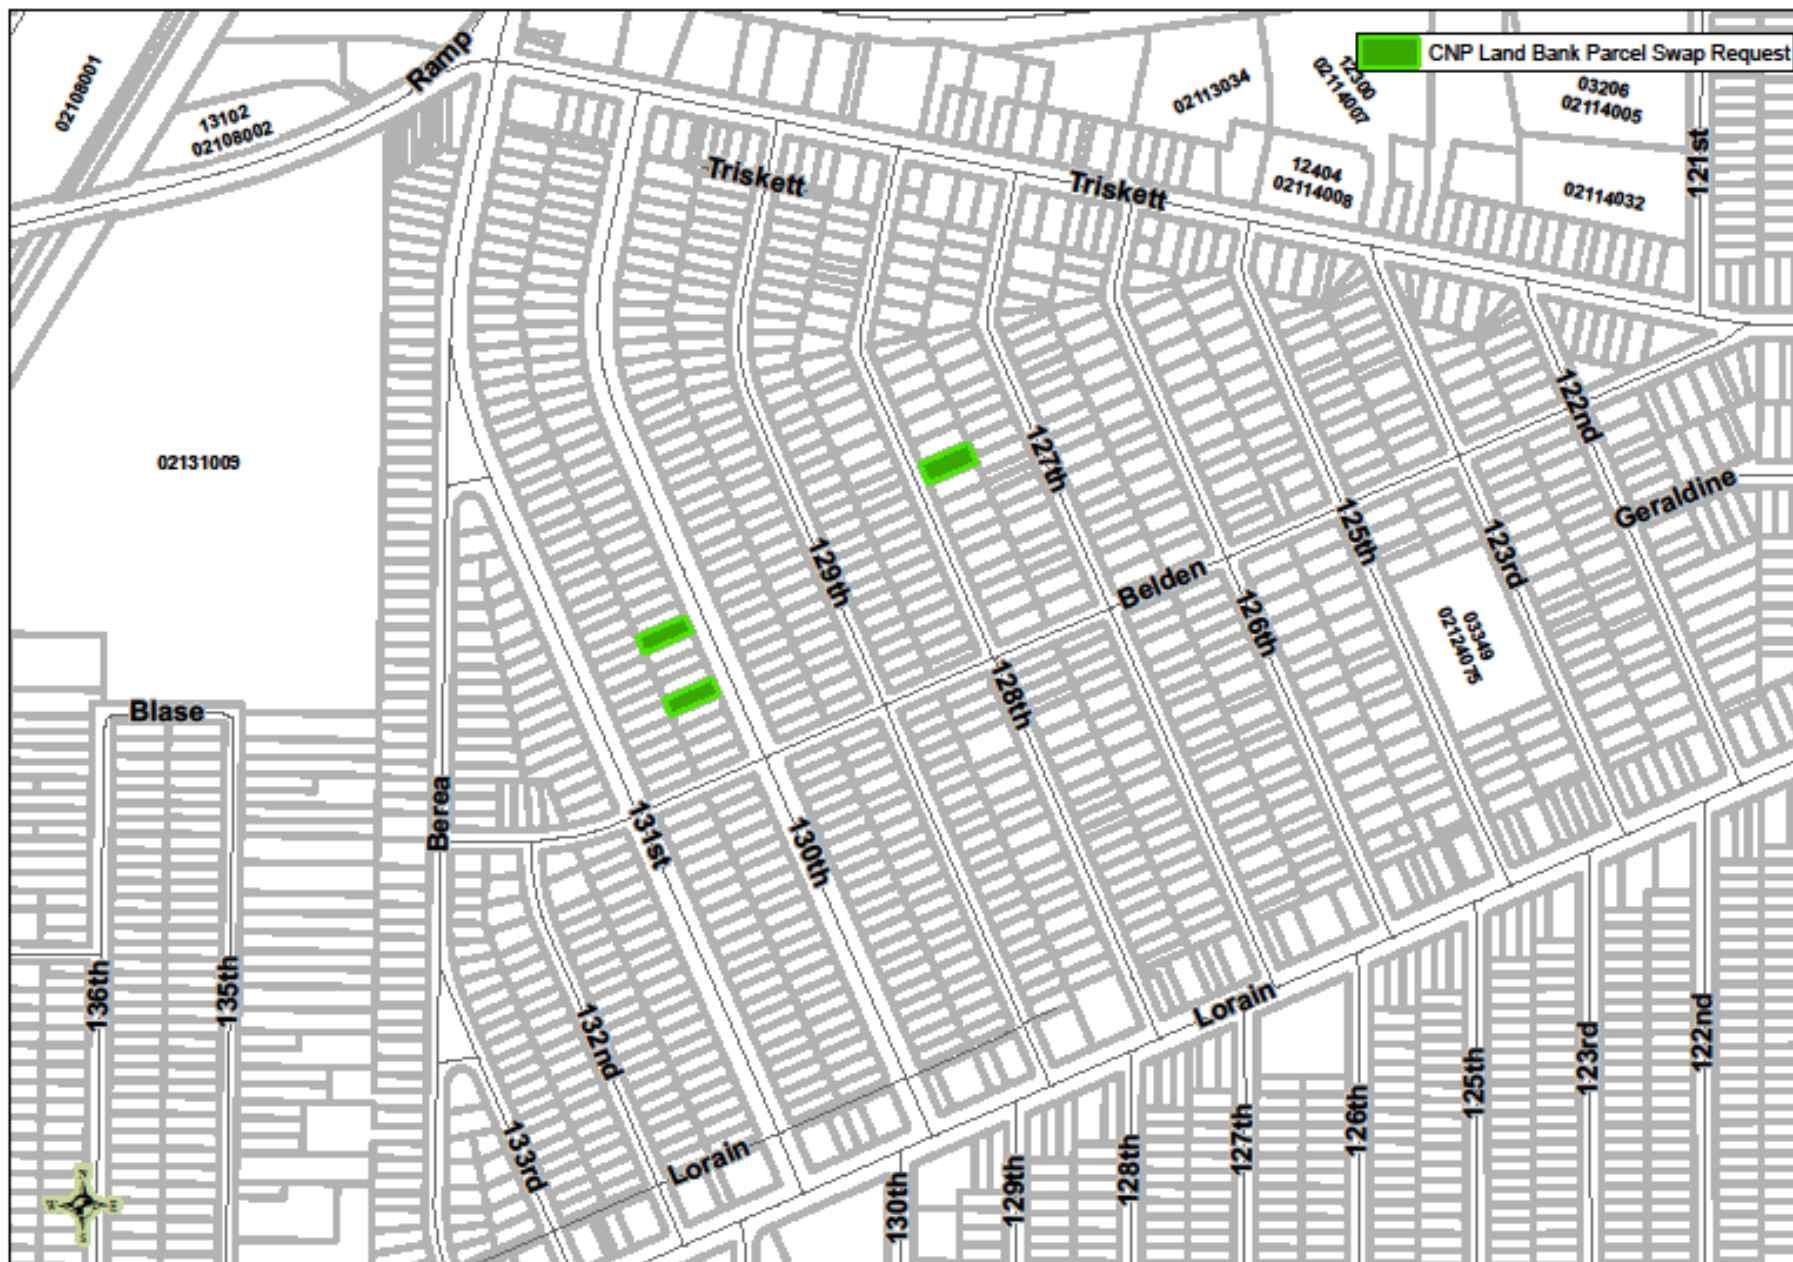 CNP Land Bank Parcel Swap Request
Ramp
02108001
13102
02108002
02113034
12300
02114007
03206
02114005
121st
Triskett
Triskett
12404
02114008
02114032
122nd
02131009
127th
Geraldine
125th
123rd
129th
Belden
126th
03349
02124075
128th
Blase
Berea
131st
130th
136th
135th
132nd
Lorain
133rd
Lorain
130th
129th
128th
127th
126th
125th
123rd
122nd
N
E
S